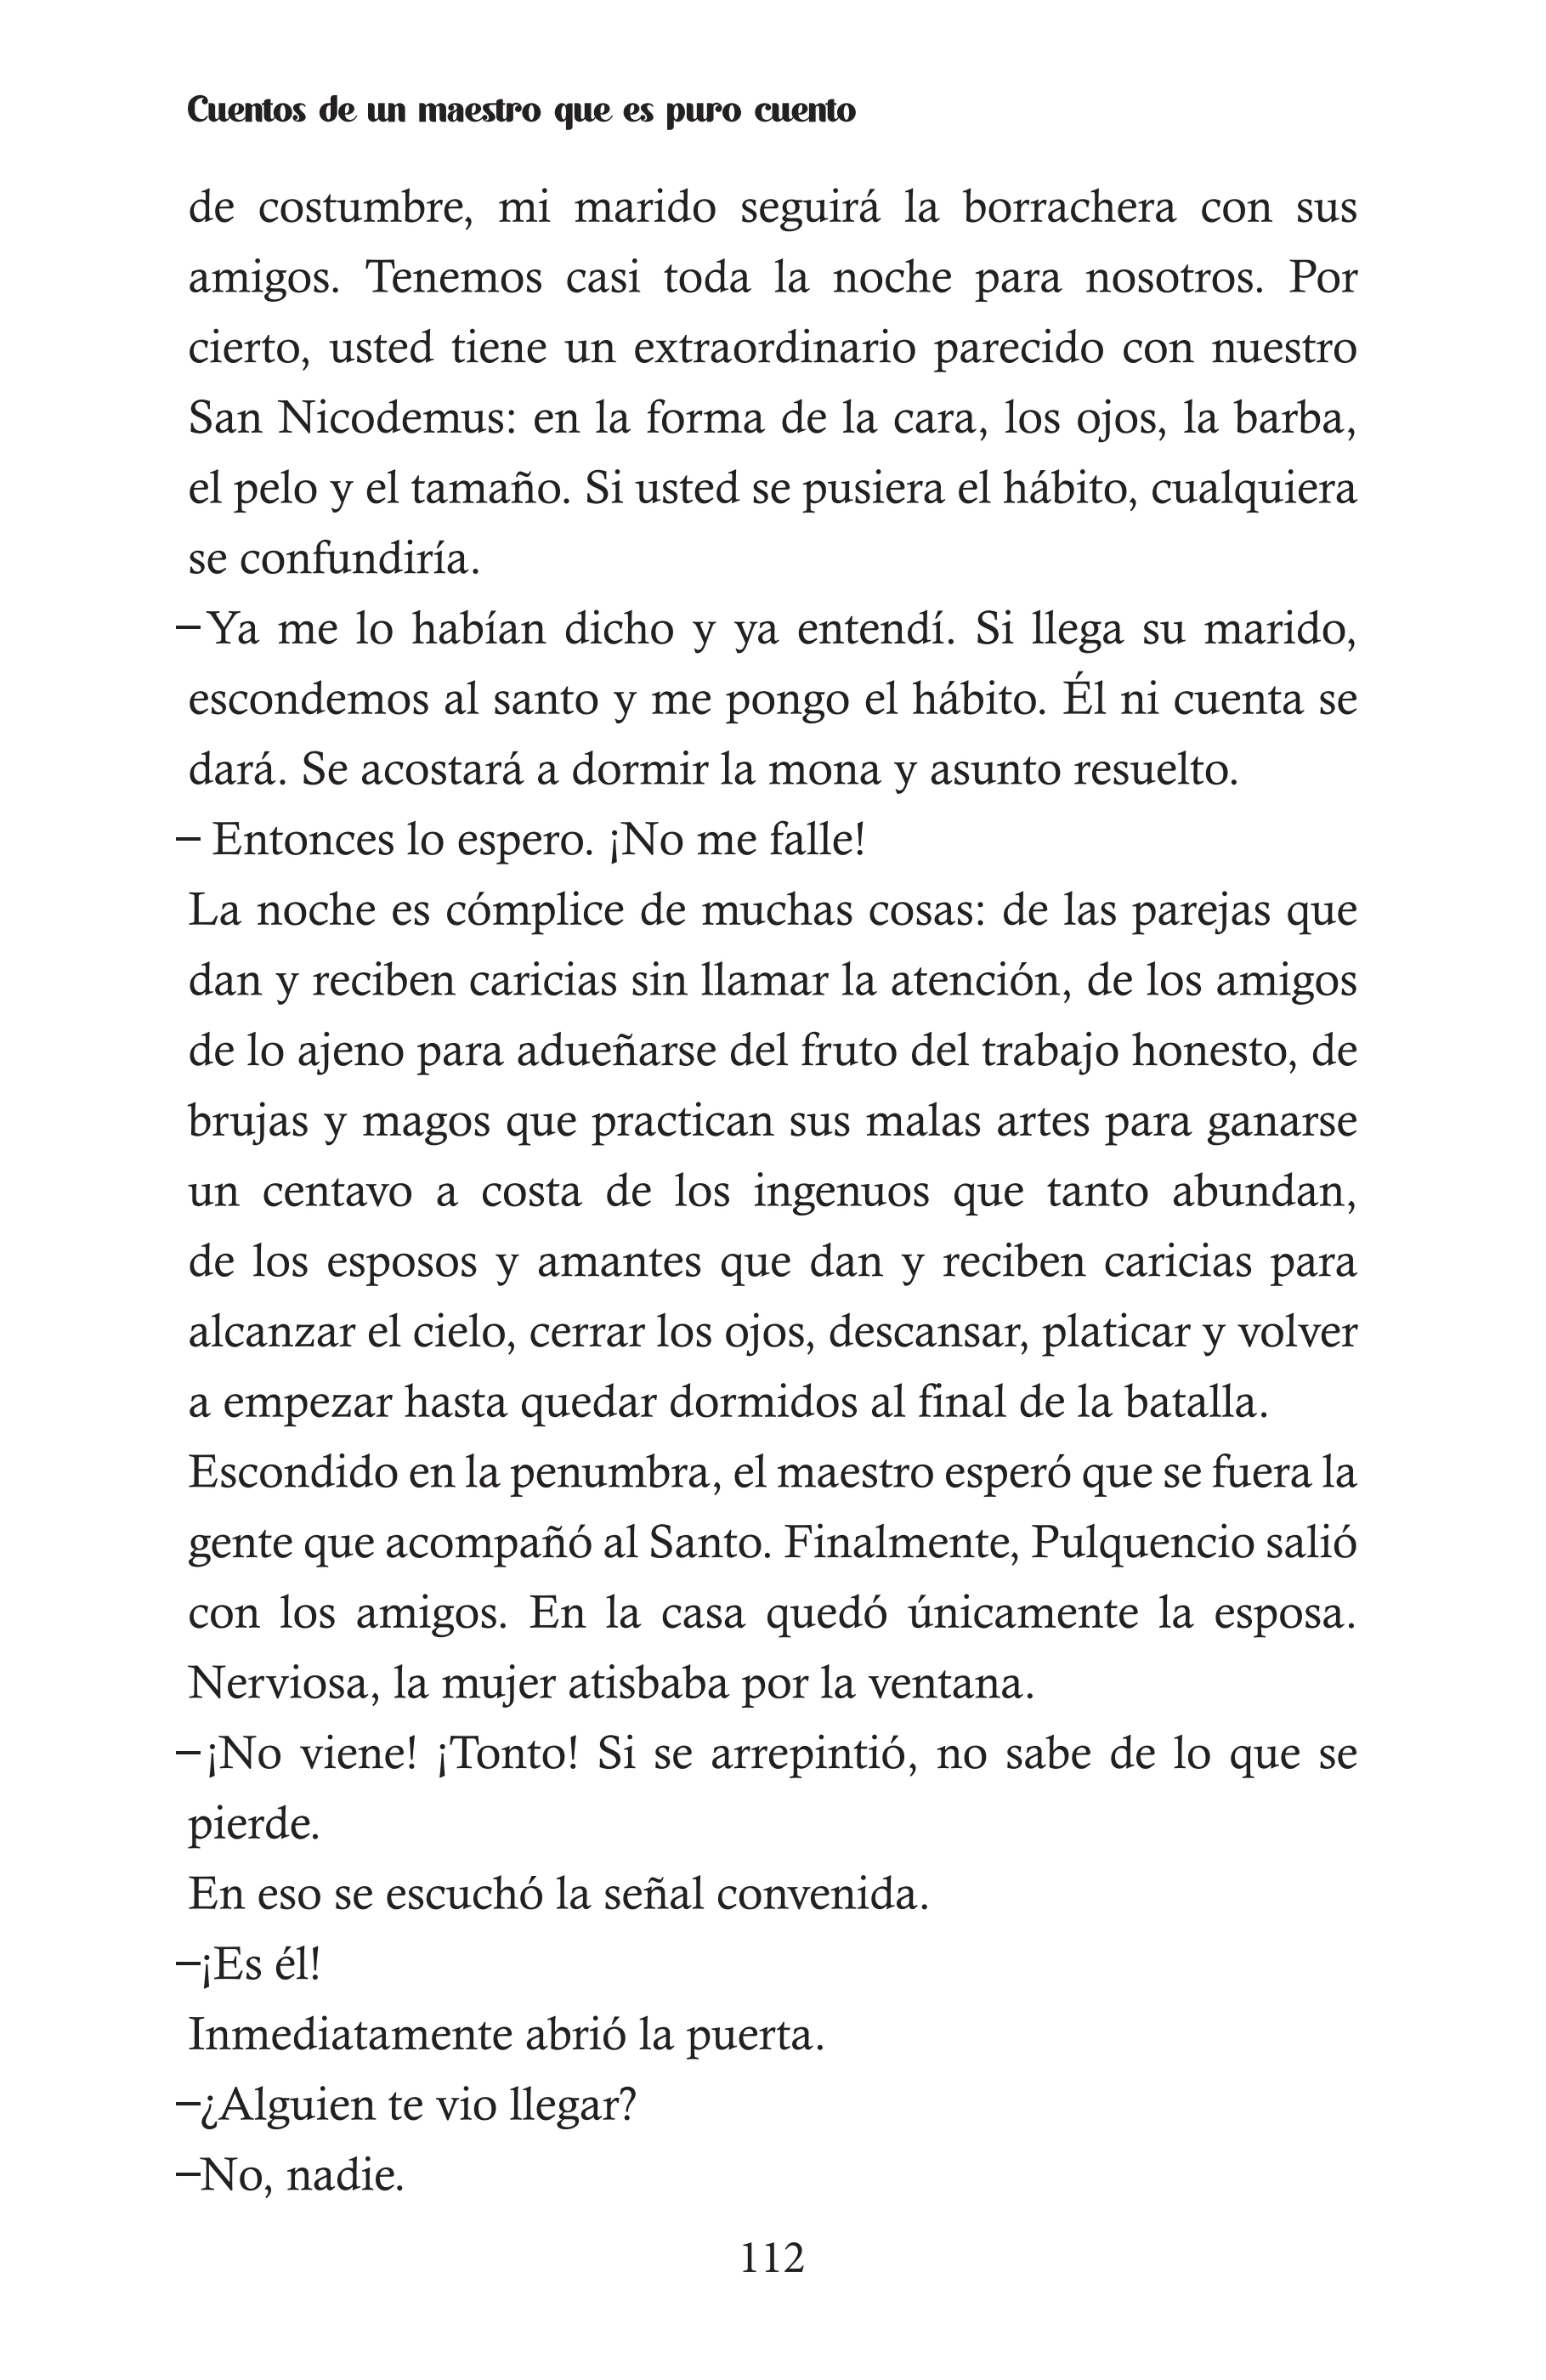 Cuentos de un maestro que es puro cuento
de costumbre, mi marido seguirá la borrachera con sus
amigos. Tenemos casi toda la noche para nosotros. Por
cierto, usted tiene un extraordinario parecido con nuestro
San Nicodemus: en la forma de la cara, los ojos, la barba,
el pelo y el tamaño. Si usted se pusiera el hábito, cualquiera
se confundiría.
–Ya me lo habían dicho y ya entendí. Si llega su marido,
escondemos al santo y me pongo el hábito. Él ni cuenta se
dará. Se acostará a dormir la mona y asunto resuelto.
– Entonces lo espero. ¡No me falle!
La noche es cómplice de muchas cosas: de las parejas que
dan y reciben caricias sin llamar la atención, de los amigos
de lo ajeno para adueñarse del fruto del trabajo honesto, de
brujas y magos que practican sus malas artes para ganarse
un centavo a costa de los ingenuos que tanto abundan,
de los esposos y amantes que dan y reciben caricias para
alcanzar el cielo, cerrar los ojos, descansar, platicar y volver
a empezar hasta quedar dormidos al final de la batalla.
Escondido en la penumbra, el maestro esperó que se fuera la
gente que acompañó al Santo. Finalmente, Pulquencio salió
con los amigos. En la casa quedó únicamente la esposa.
Nerviosa, la mujer atisbaba por la ventana.
–¡No viene! ¡Tonto! Si se arrepintió, no sabe de lo que se
pierde.
En eso se escuchó la señal convenida.
–¡Es él!
Inmediatamente abrió la puerta.
–¿Alguien te vio llegar?
–No, nadie.
112